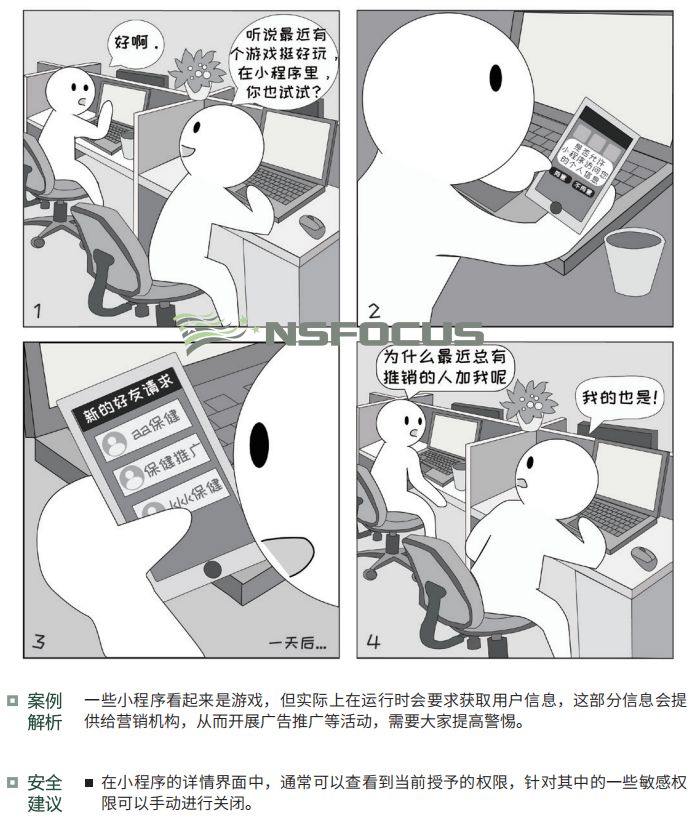 好啊.
听说最近有
个游戏挺好玩，
在小程序里，
你也试试？
1
是否允许
小程序访问您
的个人信息
同意 不同意
2
NSFOCUS
新的好友请求
aa保健
保健推广
kk保健
一天后...
3
为什么最近总有
推销的人加我呢
我的也是!
4
案例
解析
一些小程序看起来是游戏，但实际上在运行时会要求获取用户信息，这部分信息会提
供给营销机构，从而开展广告推广等活动，需要大家提高警惕。
安全
建议
■ 在小程序的详情界面中，通常可以查看到当前授予的权限，针对其中的一些敏感权
限可以手动进行关闭。